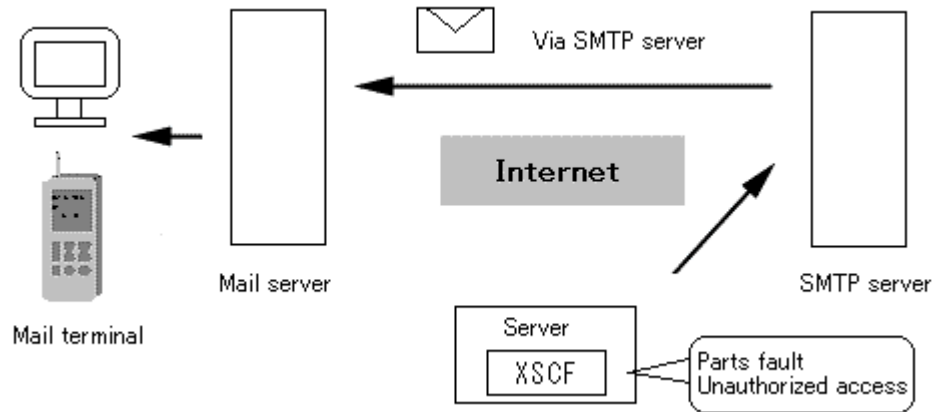 Via SMTP server
Internet
Mail server
SMTP server
Mail terminal
Server
XSCF
Parts fault
Unauthorized access